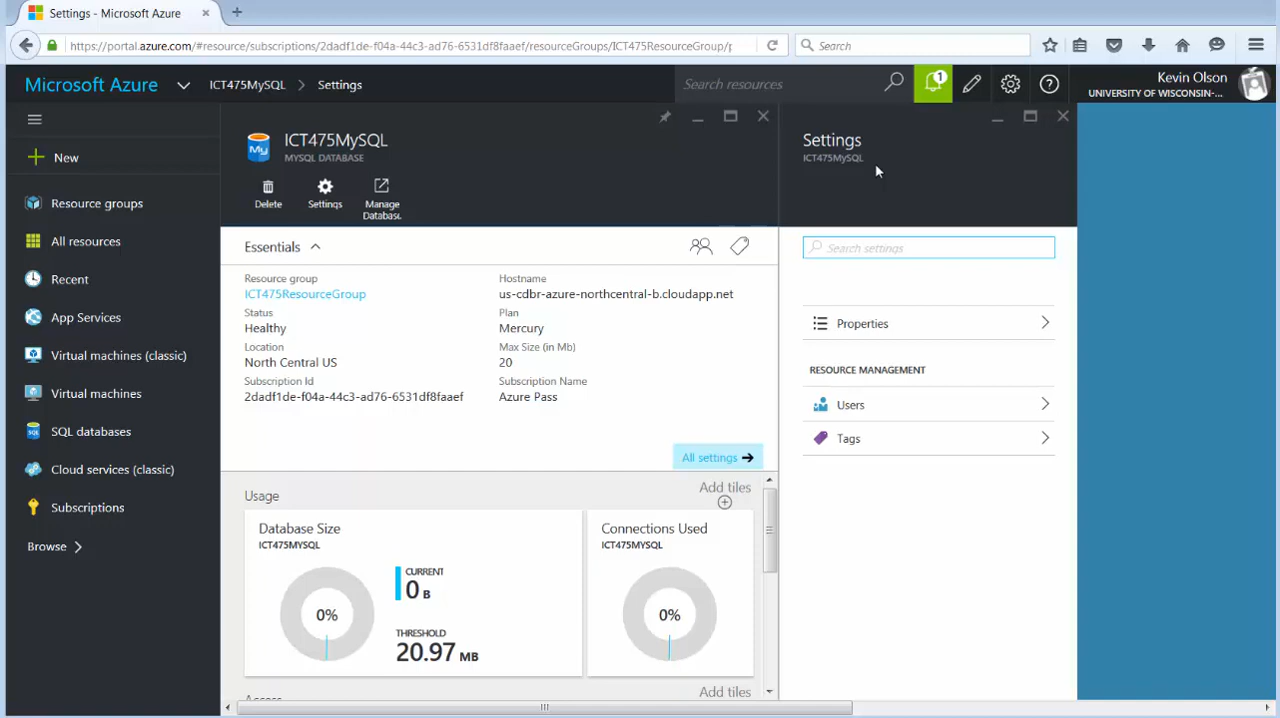 Settings - Microsoft Azure
https://portal.azure.com/#resource/subscriptions/2dadf1de-f04a-44c3-ad76-6531df8faaef/resourceGroups/ICT475ResourceGroup/p
Search
Microsoft Azure
ICT475MySQL > Settings
Search resources
1
Kevin Olson
UNIVERSITY OF WISCONSIN-...
New
Resource groups
All resources
Recent
App Services
Virtual machines (classic)
Virtual machines
SQL databases
Cloud services (classic)
Subscriptions
Browse >
My
ICT475MySQL
MYSQL DATABASE
Delete
Settings
Manage
Databas.
Essentials
Resource group
ICT475ResourceGroup
Status
Healthy
Location
North Central US
Subscription Id
2dadf1de-f04a-44c3-ad76-6531df8faaef
Hostname
us-cdbr-azure-northcentral-b.cloudapp.net
Plan
Mercury
Max Size (in Mb)
20
Subscription Name
Azure Pass
All settings →
Usage
Add tiles
Database Size
ICT475MYSQL
0%
CURRENT
0 B
THRESHOLD
20.97 MB
Connections Used
ICT475MYSQL
0%
Access
Add tiles
Settings
ICT475MySQL
Search settings
Properties
RESOURCE MANAGEMENT
Users
Tags